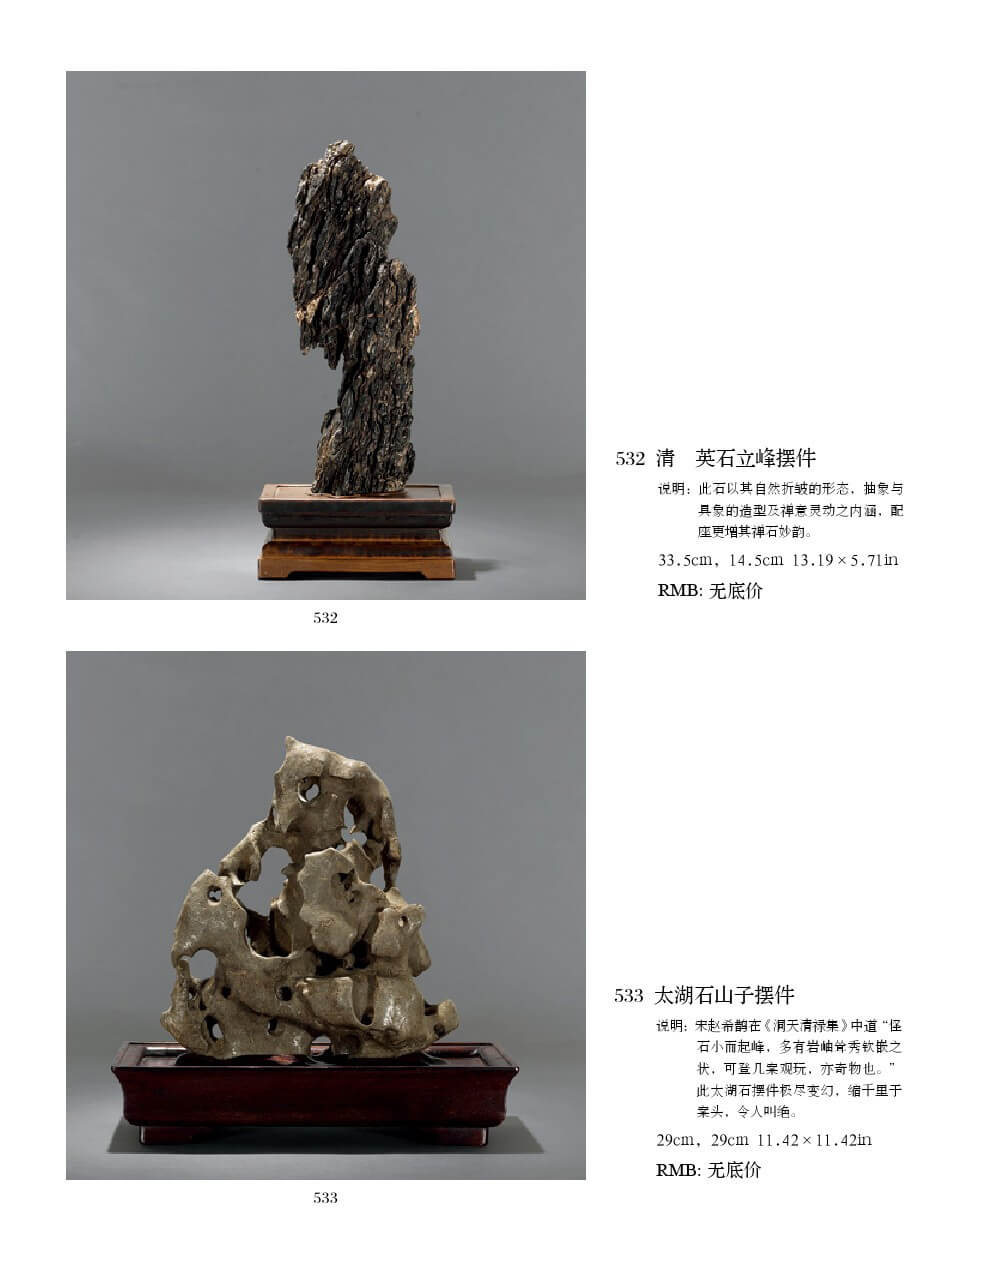 532
532 清 英石立峰摆件
说明：此石以其自然折皱的形态，抽象与
具象的造型及禅意灵动之内涵，配
座更增其禅石妙韵。
33.5cm，14.5cm 13.19×5.71in
RMB: 无底价
533 太湖石山子摆件
说明：宋赵希鹄在《洞天清禄集》中道“怪
石小而起峰，多有岩岫耸秀嵚嵌之
状，可登几案观玩，亦奇物也。”
此太湖石摆件极尽变幻，缩千里于
案头，令人叫绝。
29cm，29cm 11.42×11.42in
RMB: 无底价
533